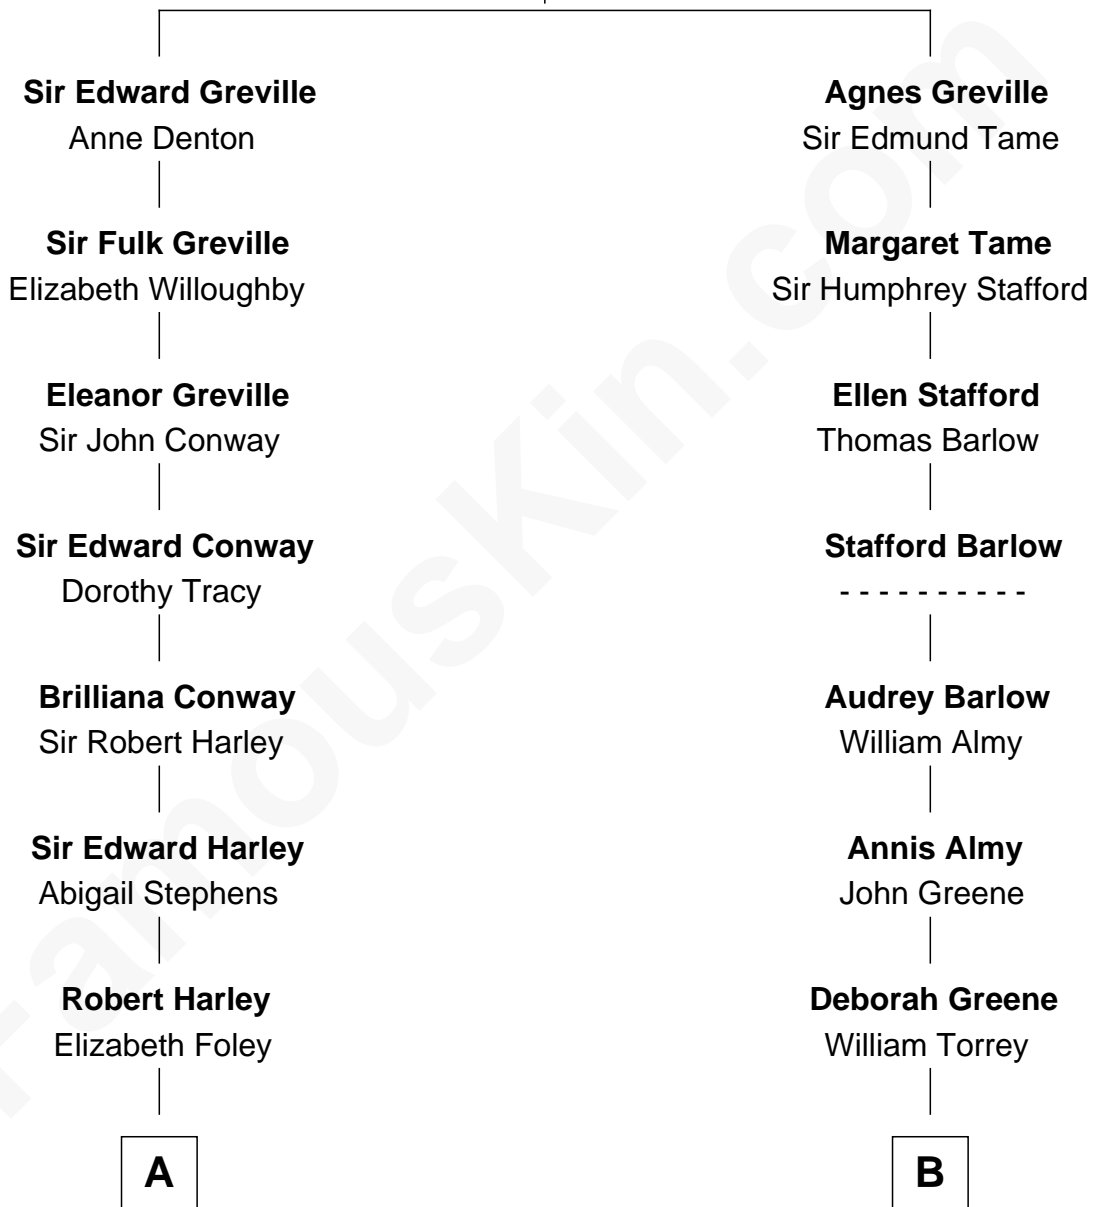 Sir Edward Greville
Anne Denton
Sir Fulk Greville
Elizabeth Willoughby
Eleanor Greville
Sir John Conway
Sir Edward Conway
Dorothy Tracy
Brilliana Conway
Sir Robert Harley
Sir Edward Harley
Abigail Stephens
Robert Harley
Elizabeth Foley
A
Agnes Greville
Sir Edmund Tame
Margaret Tame
Sir Humphrey Stafford
Ellen Stafford
Thomas Barlow
Stafford Barlow
- - - - - - - - - -
Audrey Barlow
William Almy
Annis Almy
John Greene
Deborah Greene
William Torrey
B
FamousKin.com